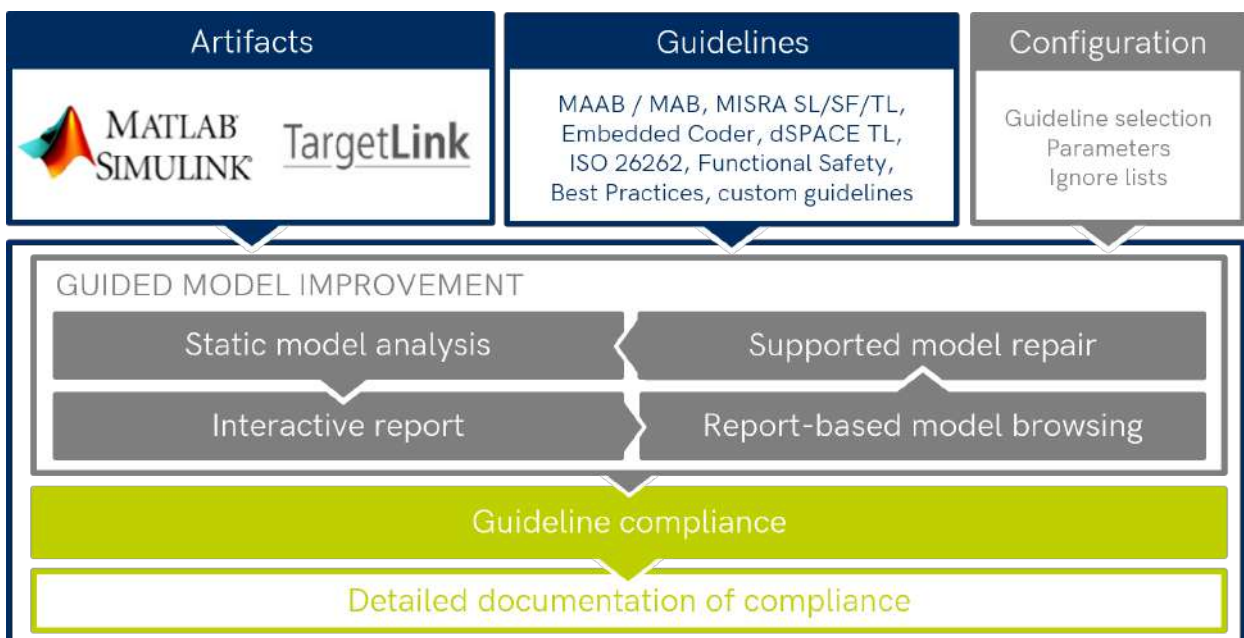 Artifacts
MATLAB®
SIMULINK®
TargetLink
Guidelines
MAAB / MAB, MISRA SL/SF/TL,
Embedded Coder, dSPACE TL,
ISO 26262, Functional Safety,
Best Practices, custom guidelines
Configuration
Guideline selection
Parameters
Ignore lists
GUIDED MODEL IMPROVEMENT
Static model analysis
Supported model repair
Interactive report
Report-based model browsing
Guideline compliance
Detailed documentation of compliance